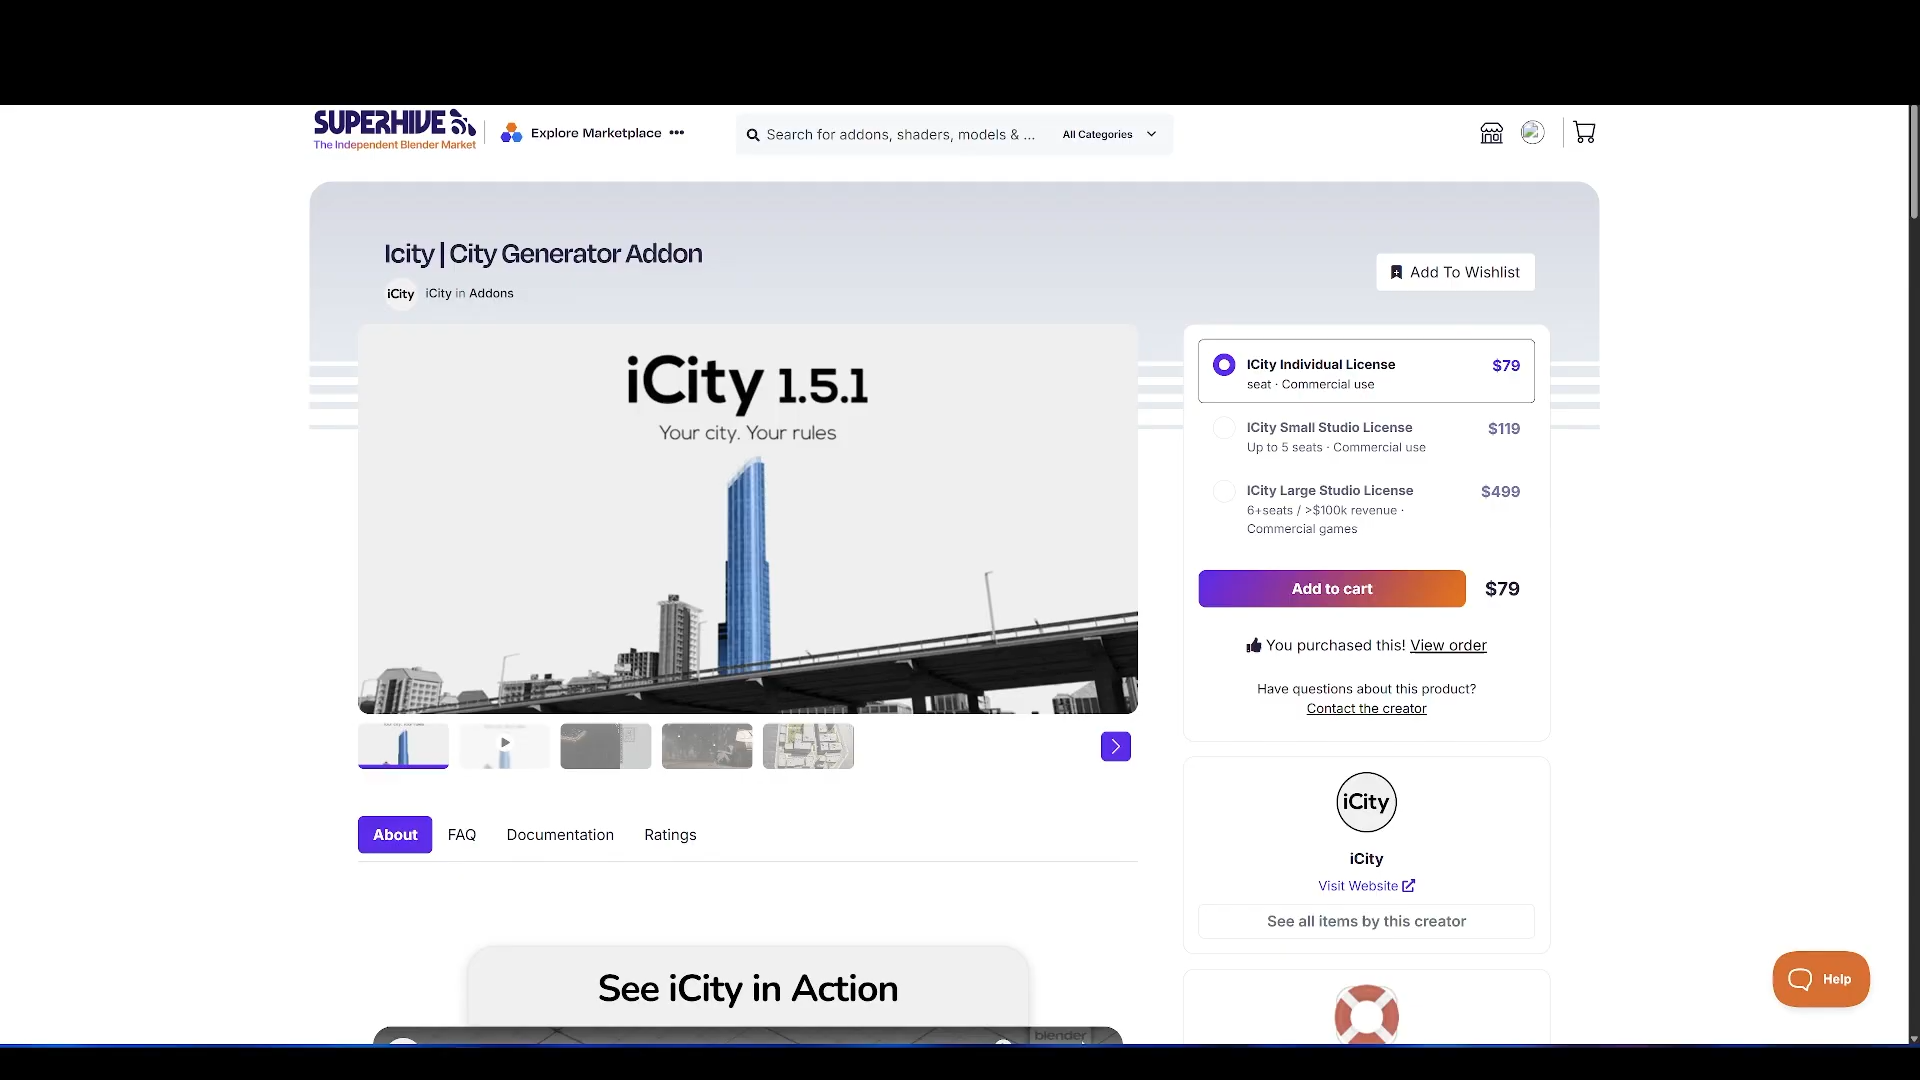 SUPERHIVE
The Independent Blender Market
Explore Marketplace •••
Search for addons, shaders, models & ...
All Categories
Icity | City Generator Addon
Add To Wishlist
iCity
iCity in Addons
iCity 1.5.1
Your city. Your rules
ICity Individual License
$79
seat · Commercial use
ICity Small Studio License
$119
Up to 5 seats · Commercial use
ICity Large Studio License
$499
6+seats / >$100k revenue ·
Commercial games
Add to cart
$79
You purchased this! View order
Have questions about this product?
Contact the creator
About
FAQ
Documentation
Ratings
iCity
iCity
Visit Website
See all items by this creator
See iCity in Action
blender
Help